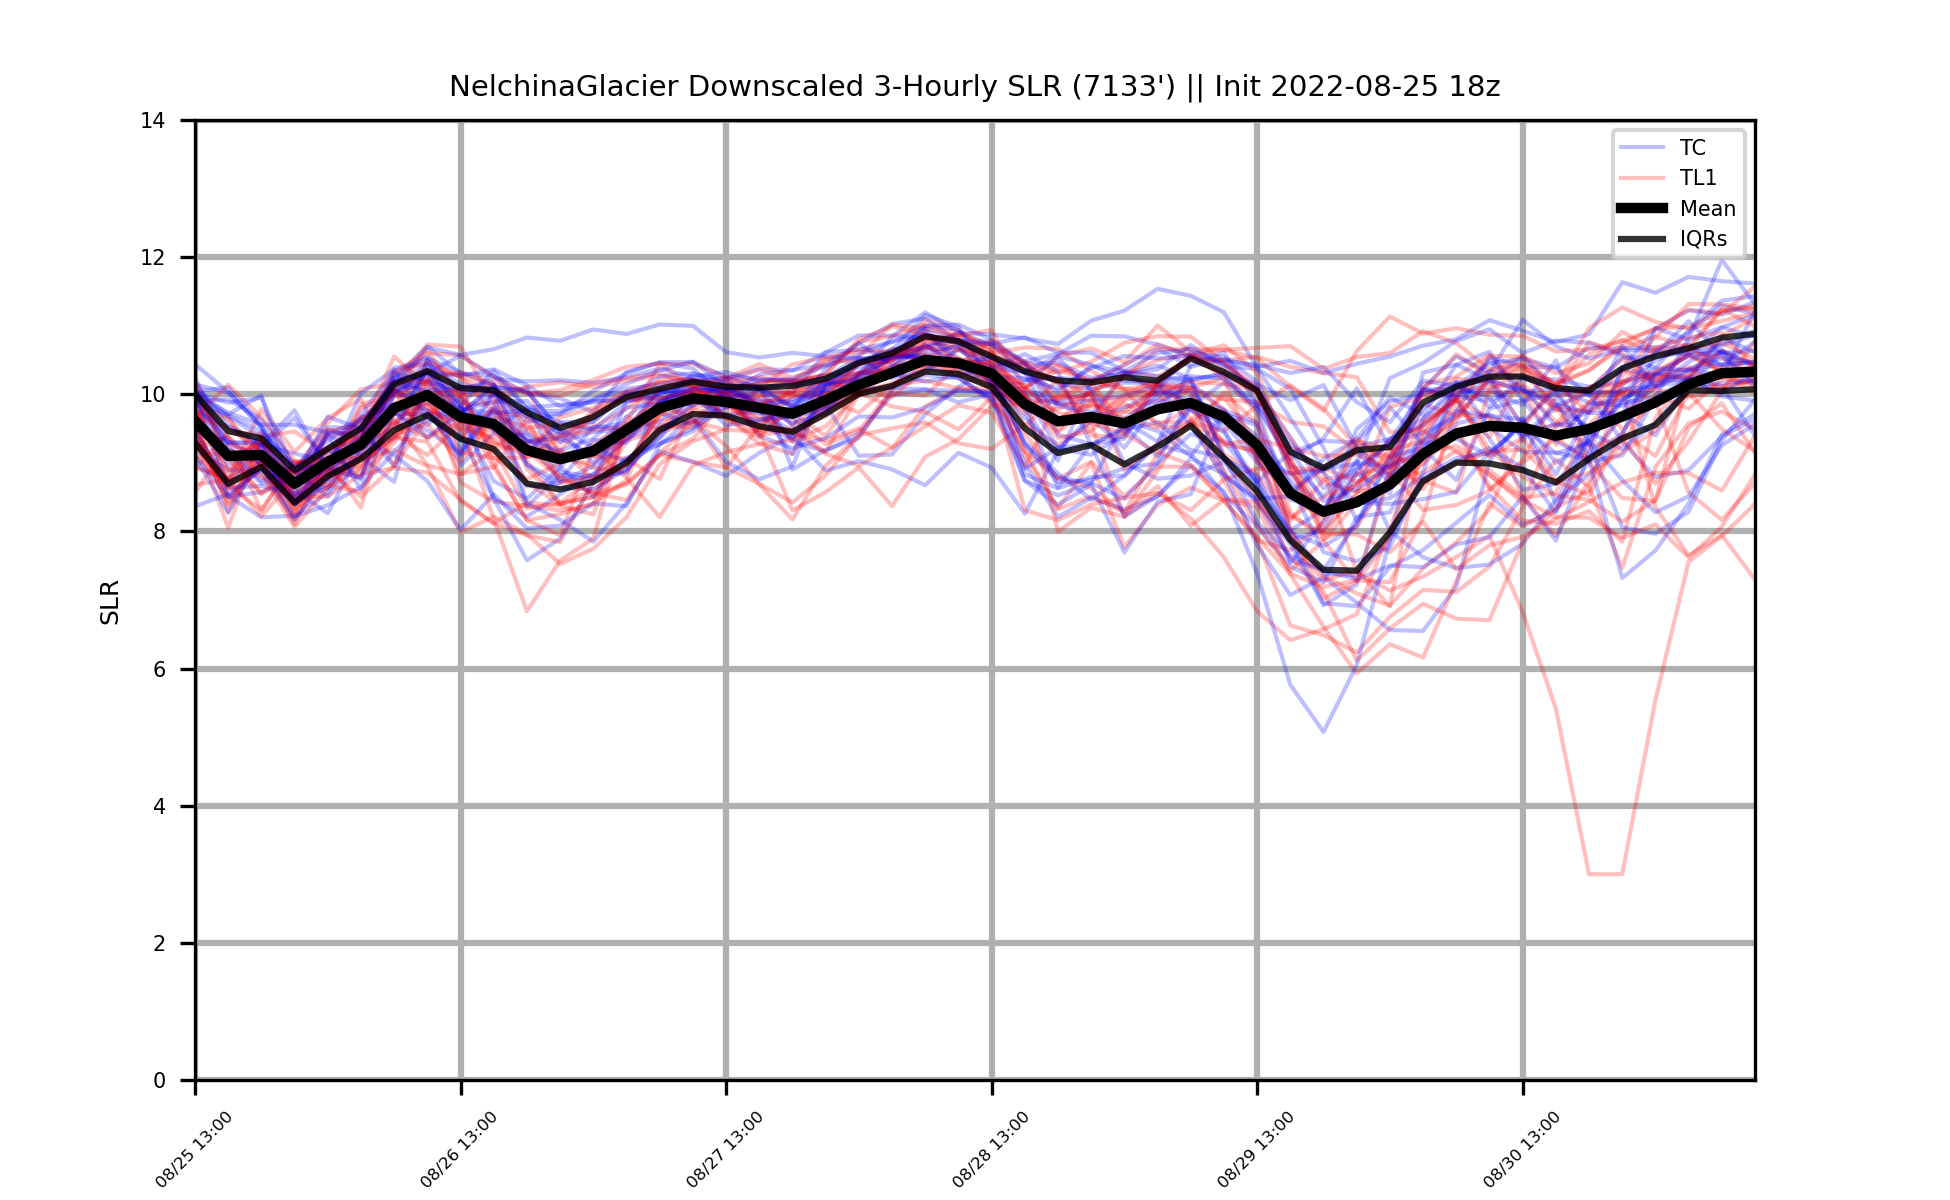 NelchinaGlacier Downscaled 3-Hourly SLR (7133') || Init 2022-08-25 18z
14
12
10
8
6
4
2
0
SLR
TC
TL1
Mean
IQRs
08/25 13:00
08/26 13:00
08/27 13:00
08/28 13:00
08/29 13:00
08/30 13:00